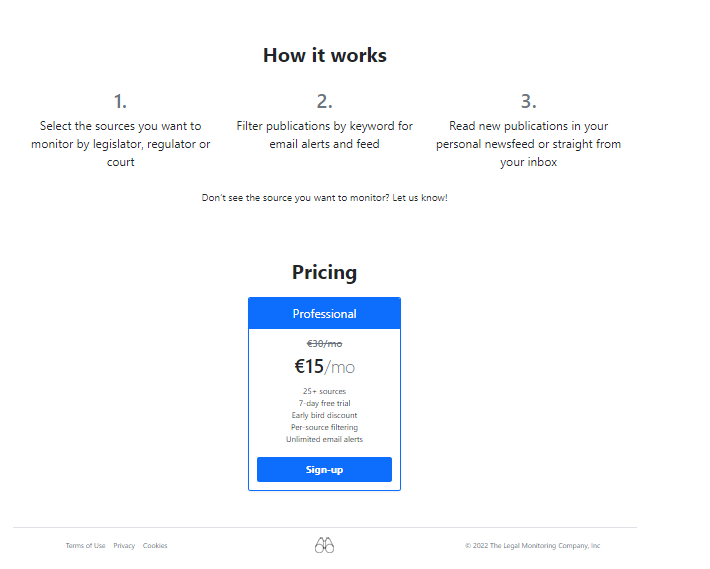 How it works
1.
Select the sources you want to
monitor by legislator, regulator or
court
2.
Filter publications by keyword for
email alerts and feed
3.
Read new publications in your
personal newsfeed or straight from
your inbox
Don't see the source you want to monitor? Let us know!
Pricing
Professional
€30/mo
€15/mo
25+ sources
7-day free trial
Early bird discount
Per-source filtering
Unlimited email alerts
Sign-up
Terms of Use Privacy Cookies
© 2022 The Legal Monitoring Company, Inc